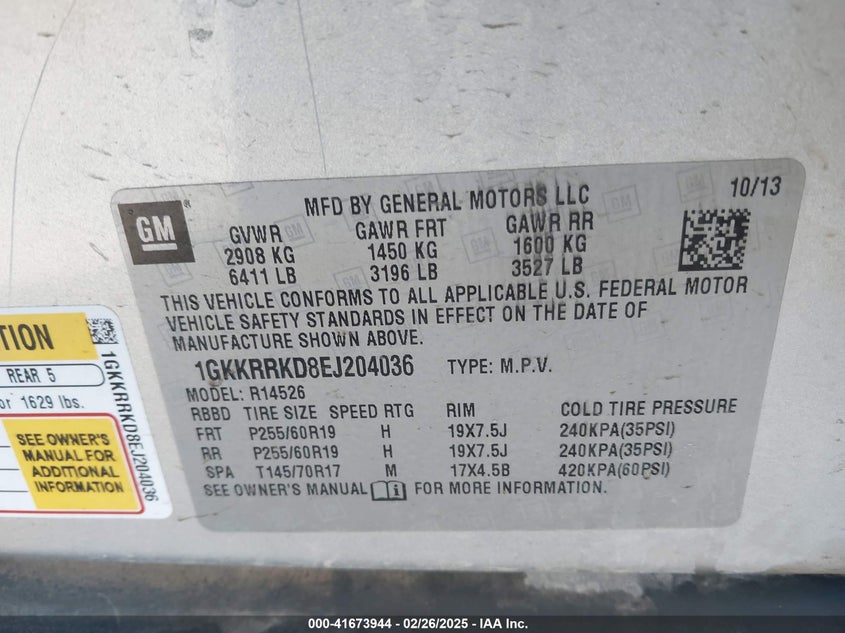 GM
®
MFD BY GENERAL MOTORS LLC
10/13
GVWR GAWR FRT GAWR RR
2908 KG 1450 KG 1600 KG
6411 LB 3196 LB 3527 LB
THIS VEHICLE CONFORMS TO ALL APPLICABLE U.S. FEDERAL MOTOR
VEHICLE SAFETY STANDARDS IN EFFECT ON THE DATE OF
MANUFACTURE SHOWN ABOVE.
1GKKRRKD8EJ204036 TYPE: M.P.V.
MODEL: R14526
RBBD TIRE SIZE SPEED RTG RIM COLD TIRE PRESSURE
FRT P255/60R19 H 19X7.5J 240KPA(35PSI)
RR P255/60R19 H 19X7.5J 240KPA(35PSI)
SPA T145/70R17 M 17X4.5B 420KPA(60PSI)
SEE OWNER'S MANUAL FOR MORE INFORMATION.
TION
REAR 5
or 1629 lbs.
SEE OWNER'S
MANUAL FOR
ADDITIONAL
INFORMATION
1GKKRRKD8EJ204036
000-41673944 - 02/26/2025 - IAA Inc.